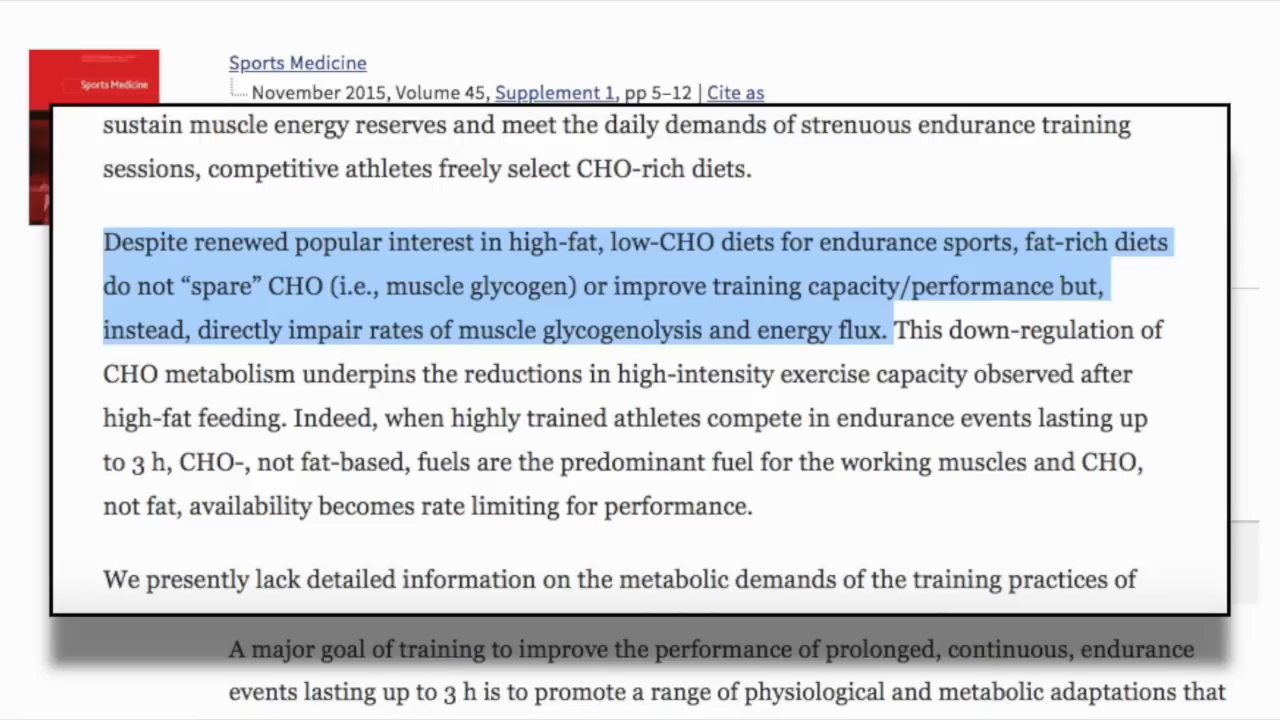 Sports Medicine
Sports Medicine
November 2015, Volume 45, Supplement 1, pp 5–12 | Cite as
sustain muscle energy reserves and meet the daily demands of strenuous endurance training
sessions, competitive athletes freely select CHO-rich diets.
Despite renewed popular interest in high-fat, low-CHO diets for endurance sports, fat-rich diets
do not “spare” CHO (i.e., muscle glycogen) or improve training capacity/performance but,
instead, directly impair rates of muscle glycogenolysis and energy flux. This down-regulation of
CHO metabolism underpins the reductions in high-intensity exercise capacity observed after
high-fat feeding. Indeed, when highly trained athletes compete in endurance events lasting up
to 3 h, CHO-, not fat-based, fuels are the predominant fuel for the working muscles and CHO,
not fat, availability becomes rate limiting for performance.
We presently lack detailed information on the metabolic demands of the training practices of
A major goal of training to improve the performance of prolonged, continuous, endurance
events lasting up to 3 h is to promote a range of physiological and metabolic adaptations that